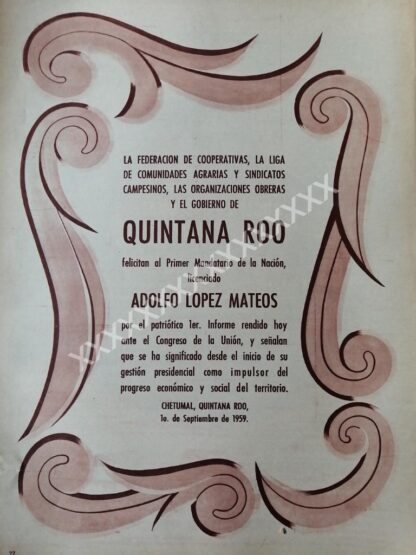 LA FEDERACION DE COOPERATIVAS, LA LIGA
DE COMUNIDADES AGRARIAS Y SINDICATOS
CAMPESINOS, LAS ORGANIZACIONES OBRERAS
Y EL GOBIERNO DE
QUINTANA ROO
felicitan al Primer Mandatario de la Nación,
licenciado
ADOLFO LOPEZ MATEOS
por el patriótico 1er. Informe rendido hoy
ante el Congreso de la Unión, y señalan
que se ha significado desde el inicio de su
gestión presidencial como impulsor del
progreso económico y social del territorio.
CHETUMAL, QUINTANA ROO,
1o. de Septiembre de 1959.